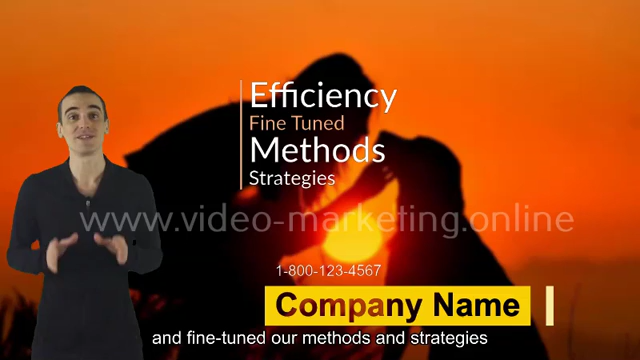 Efficiency
Fine Tuned
Methods
Strategies
www.video-marketing.online
1-800-123-4567
Company Name
and fine-tuned our methods and strategies